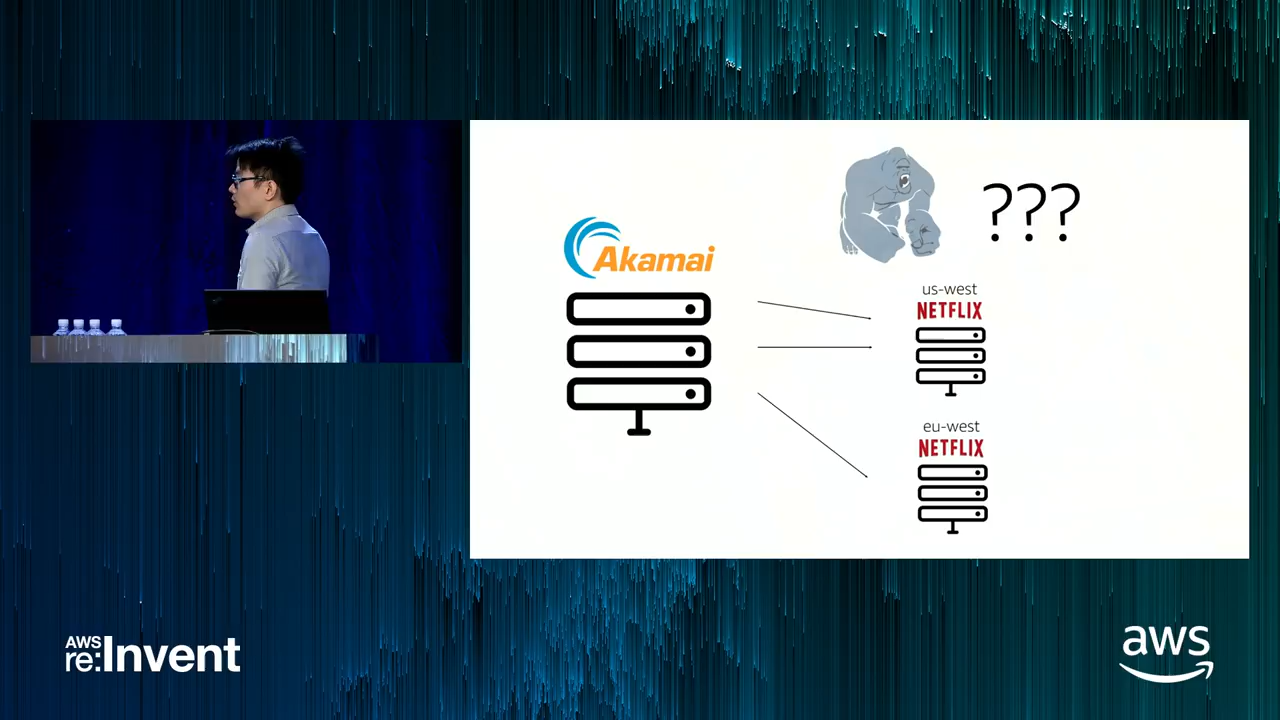 Akamai
???
us-west
NETFLIX
eu-west
NETFLIX
AWS
re:Invent
aws